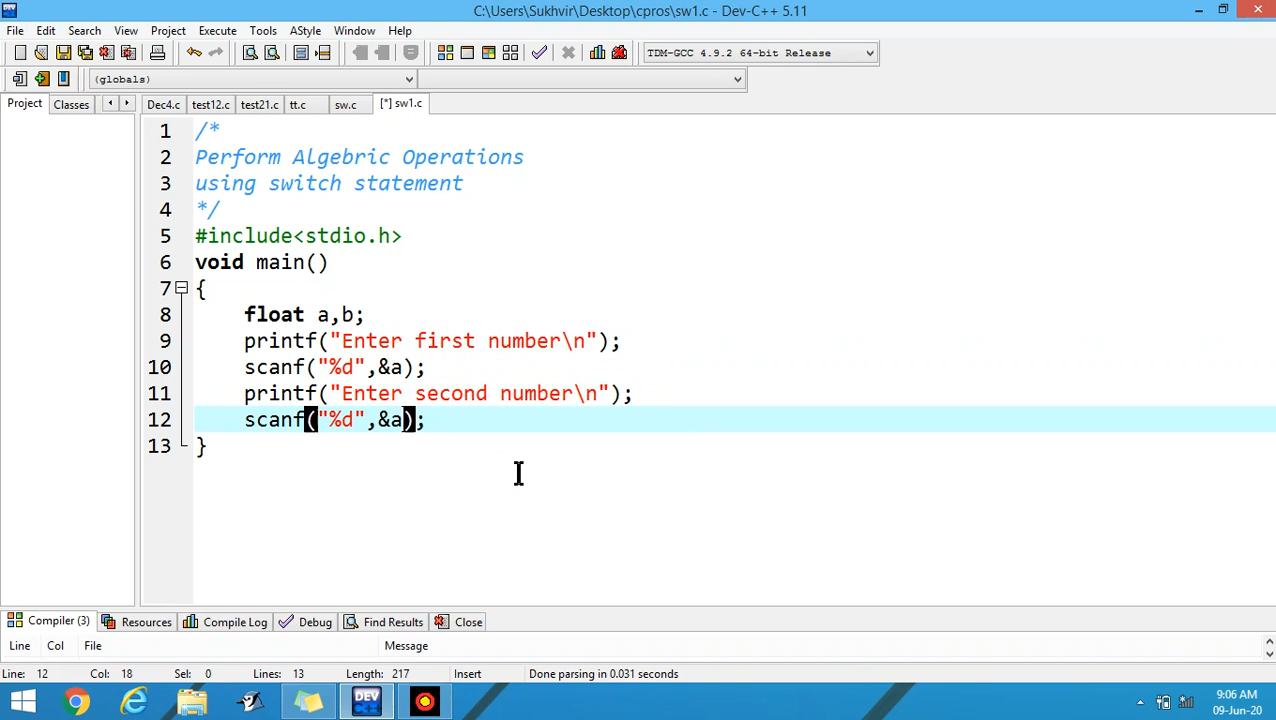 C:\Users\Sukhvir\Desktop\cpros\sw1.c - Dev-C++ 5.11
File Edit Search View Project Execute Tools AStyle Window Help
TDM-GCC 4.9.2 64-bit Release
(globals)
Project Classes Dec4.c test12.c test21.c tt.c sw.c [*] sw1.c
1 /*
2 Perform Algebric Operations
3 using switch statement
4 */
5 #include<stdio.h>
6 void main()
7 {
8 float a,b;
9 printf("Enter first number\n");
10 scanf("%d",&a);
11 printf("Enter second number\n");
12 scanf("%d",&a);
13 }
Compiler (3) Resources Compile Log Debug Find Results Close
Line Col File Message
Line: 12 Col: 18 Sel: 0 Lines: 13 Length: 217 Insert Done parsing in 0.031 seconds
DEV
9:06 AM
09-Jun-20